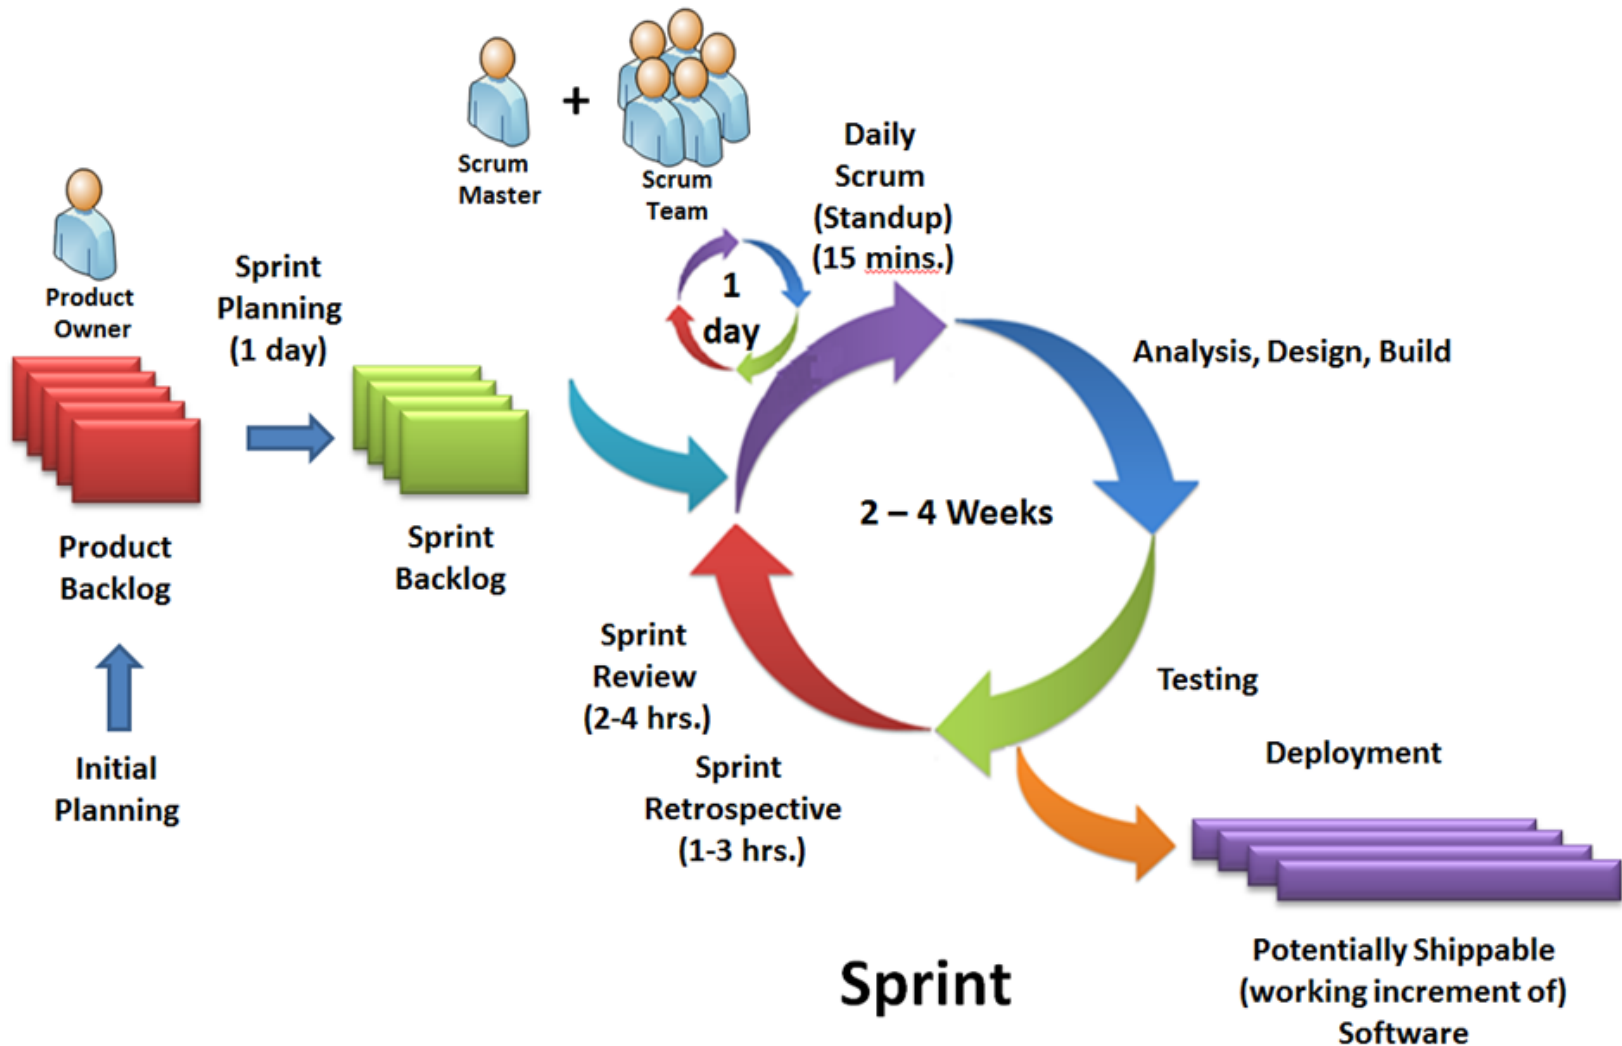 Scrum
Master
+
Scrum
Team
Daily
Scrum
(Standup)
(15 mins.)
Product
Owner
Sprint
Planning
(1 day)
1
day
Analysis, Design, Build
2 – 4 Weeks
Product
Backlog
Sprint
Backlog
Initial
Planning
Sprint
Review
(2-4 hrs.)
Sprint
Retrospective
(1-3 hrs.)
Testing
Deployment
Potentially Shippable
(working increment of)
Software
Sprint